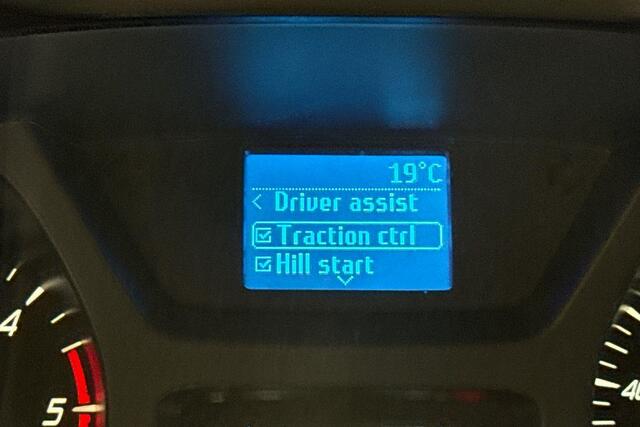 19°C
< Driver assist
Traction ctrl
Hill start
4
5
40